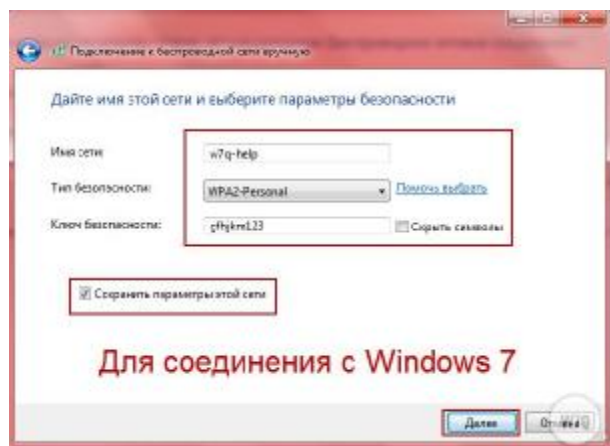 Подключение к беспроводной сети вручную
Дайте имя этой сети и выберите параметры безопасности
Имя сети: w7q-help
Тип безопасности: WPA2-Personal Помочь выбрать
Ключ безопасности: gfhjkm123 Скрыть символы
Сохранить параметры этой сети
Для соединения с Windows 7
Далее Отмена